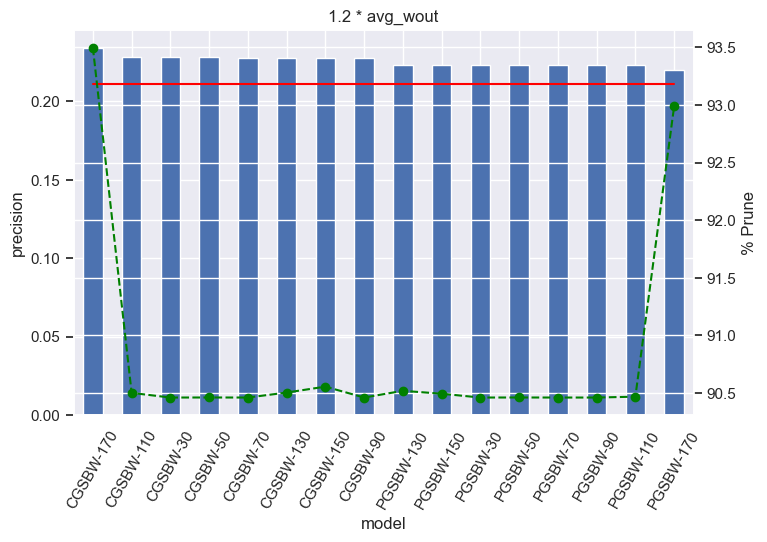 1.2 * avg_wout
precision
0.20
0.15
0.10
0.05
0.00
93.5
93.0
92.5
92.0
91.5
91.0
90.5
% Prune
CGSBW-170
CGSBW-110
CGSBW-30
CGSBW-50
CGSBW-70
CGSBW-130
CGSBW-150
CGSBW-90
PGSBW-130
PGSBW-150
PGSBW-30
PGSBW-50
PGSBW-70
PGSBW-90
PGSBW-110
PGSBW-170
model